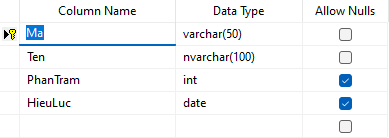 Column Name Data Type Allow Nulls
Ma varchar(50)
Ten nvarchar(100)
PhanTram int
HieuLuc date